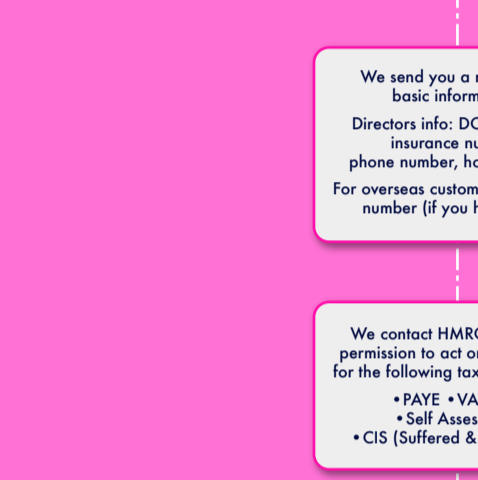 We send you a
basic inform
Directors info: DO
insurance nu
phone number, ho
For overseas custom
number (if you h
We contact HMRC
permission to act o
for the following tax
•PAYE •VA
•Self Asses
•CIS (Suffered &